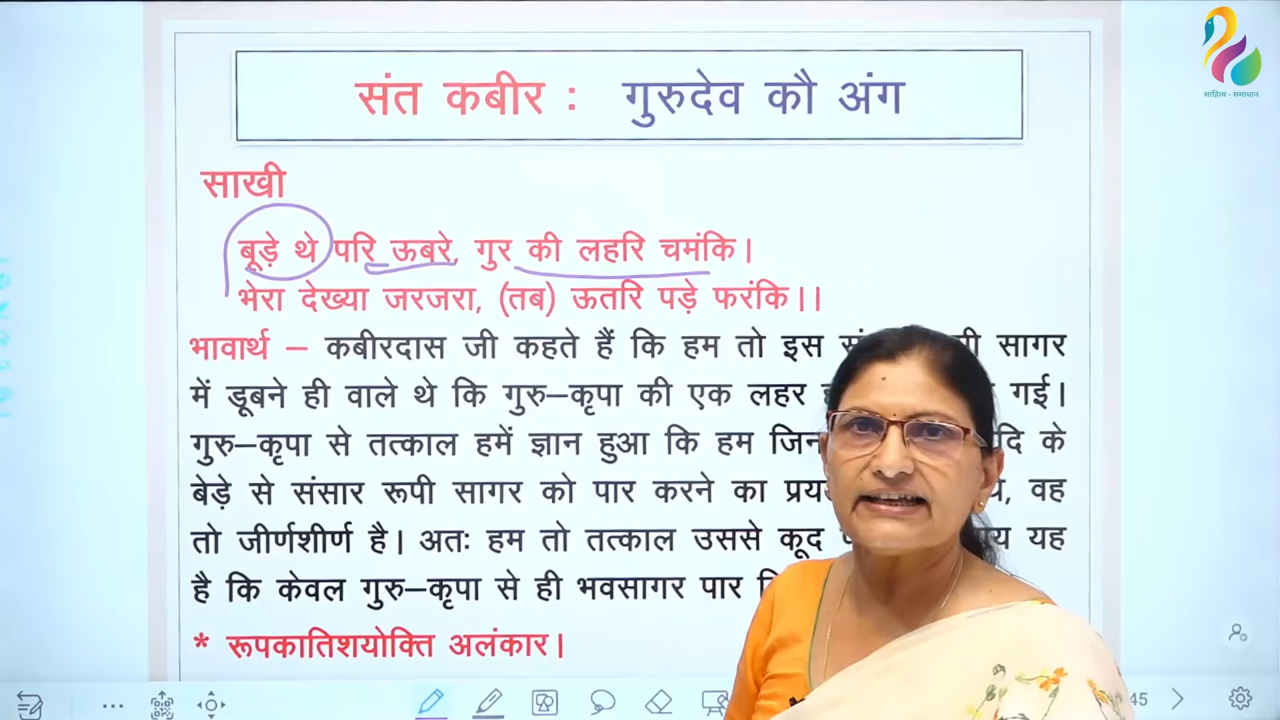 संत कबीर : गुरुदेव कौ अंग
साहित्य - समाधान
साखी
बूड़े थे परि ऊबरे, गुर की लहरि चमंकि।
भेरा देख्या जरजरा, (तब) ऊतरि पड़े फरंकि।।
भावार्थ – कबीरदास जी कहते हैं कि हम तो इस सागर
में डूबने ही वाले थे कि गुरु–कृपा की एक लहर गई।
गुरु–कृपा से तत्काल हमें ज्ञान हुआ कि हम जिन के
बेड़े से संसार रूपी सागर को पार करने का वह
तो जीर्णशीर्ण है। अतः हम तो तत्काल उससे कूद यह
है कि केवल गुरु–कृपा से ही भवसागर पार
* रूपकातिशयोक्ति अलंकार।
45